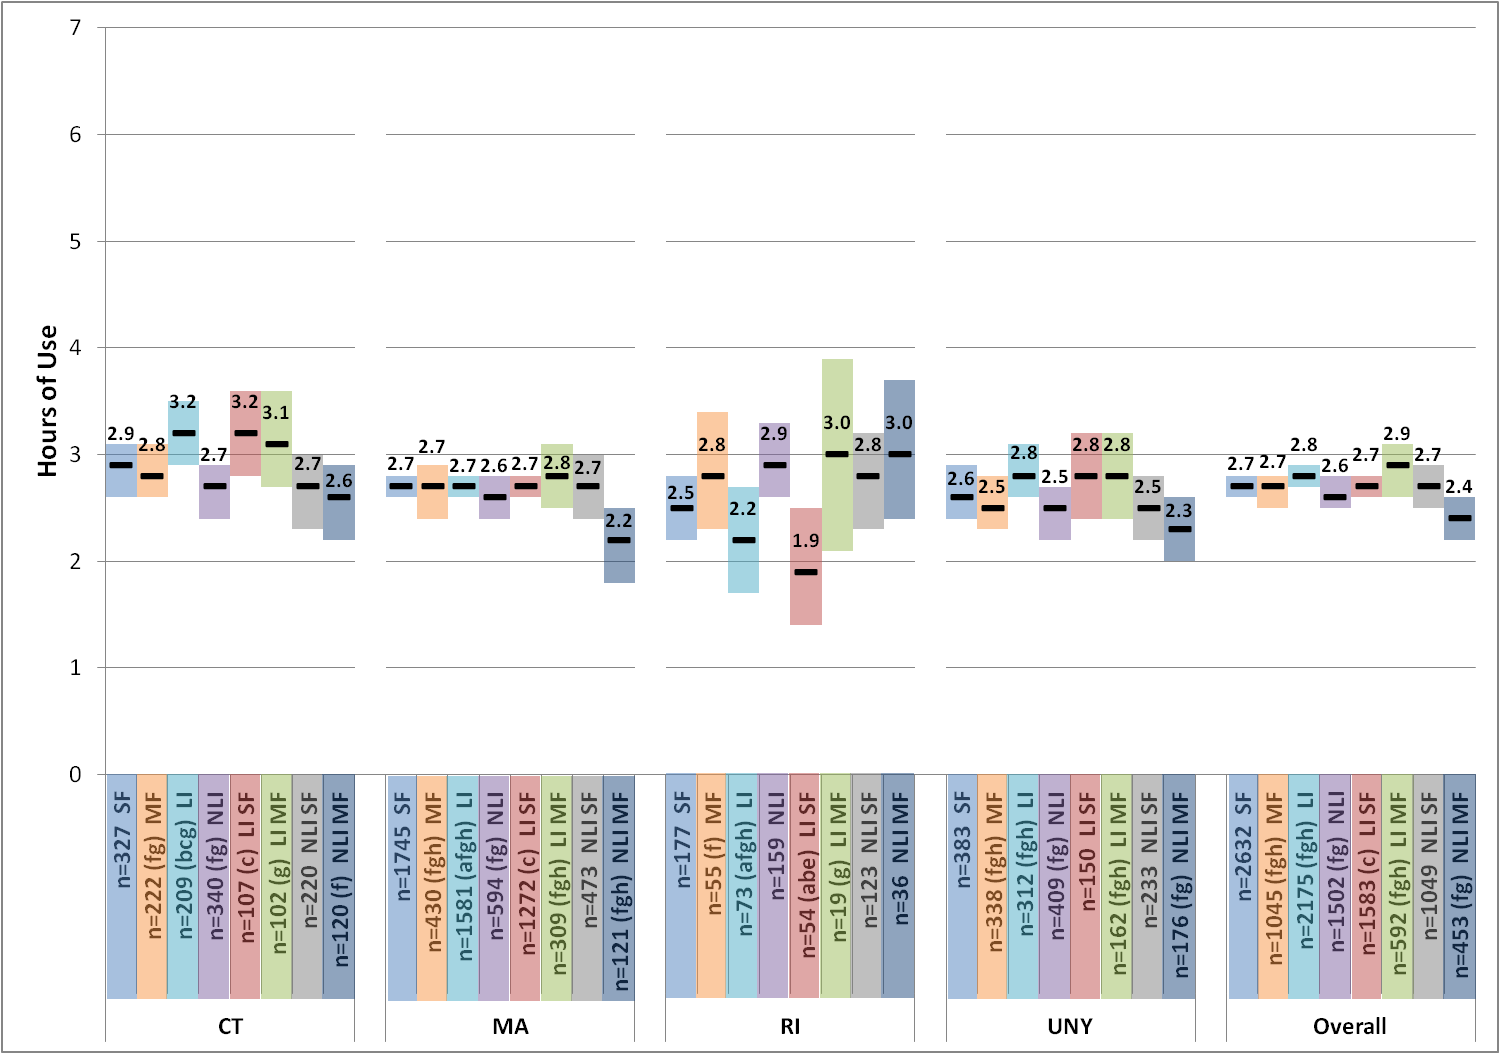 7
6
5
4
3
2
1
0
Hours of Use
2.9
2.8
3.2
2.7
3.2
3.1
2.7
2.6
2.7
2.7
2.7
2.6
2.7
2.8
2.7
2.2
2.5
2.8
2.2
2.9
1.9
3.0
2.8
3.0
2.6
2.5
2.8
2.5
2.8
2.8
2.5
2.3
2.7
2.7
2.8
2.6
2.7
2.9
2.7
2.4
n=327 SF
n=222 (fg) MF
n=209 (bcg) LI
n=340 (fg) NLI
n=107 (c) LI SF
n=102 (g) LI MF
n=220 NLI SF
n=120 (f) NLI MF
n=1745 SF
n=430 (fgh) MF
n=1581 (afgh) LI
n=594 (fg) NLI
n=1272 (c) LI SF
n=309 (fgh) LI MF
n=473 NLI SF
n=121 (fgh) NLI MF
n=177 SF
n=55 (f) MF
n=73 (afgh) LI
n=159 NLI
n=54 (abe) LI SF
n=19 (g) LI MF
n=123 NLI SF
n=36 NLI MF
n=383 SF
n=338 (fgh) MF
n=312 (fgh) LI
n=409 (fg) NLI
n=150 LI SF
n=162 (fgh) LI MF
n=233 NLI SF
n=176 (fg) NLI MF
n=2632 SF
n=1045 (fgh) MF
n=2175 (fgh) LI
n=1502 (fg) NLI
n=1583 (c) LI SF
n=592 (fgh) LI MF
n=1049 NLI SF
n=453 (fg) NLI MF
CT
MA
RI
UNY
Overall